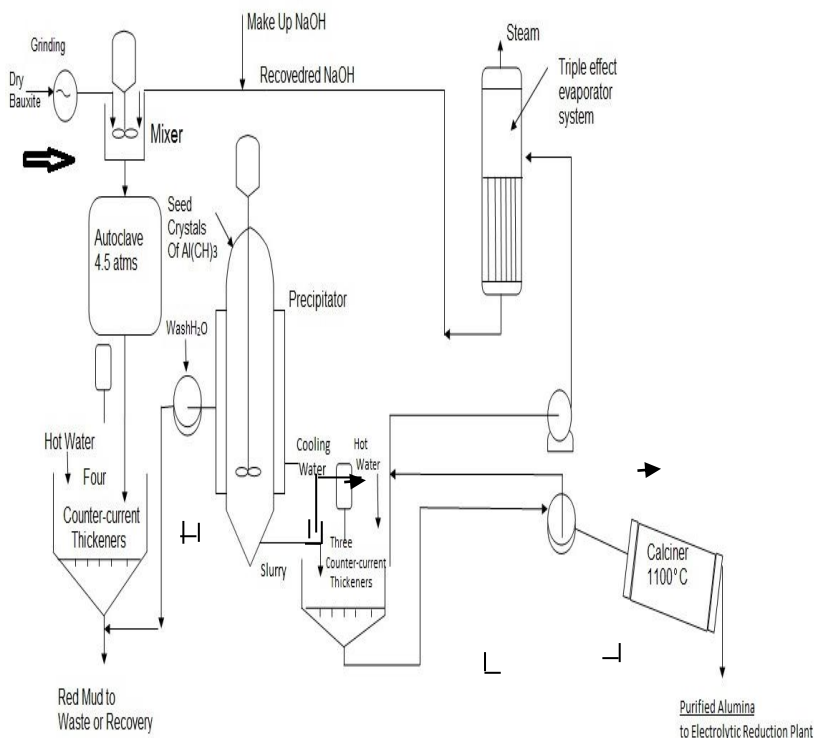 Make Up NaOH
Grinding
Dry
Bauxite
Recovedred NaOH
Mixer
Steam
Triple effect
evaporator
system
Autoclave
4.5 atms
Seed
Crystals
Of Al(CH)3
Precipitator
WashH₂O
Hot Water
Four
Counter-current
Thickeners
Cooling
Water
Hot
Water
Slurry
Three
Counter-current
Thickeners
Calciner
1100°C
Red Mud to
Waste or Recovery
Purified Alumina
to Electrolytic Reduction Plant